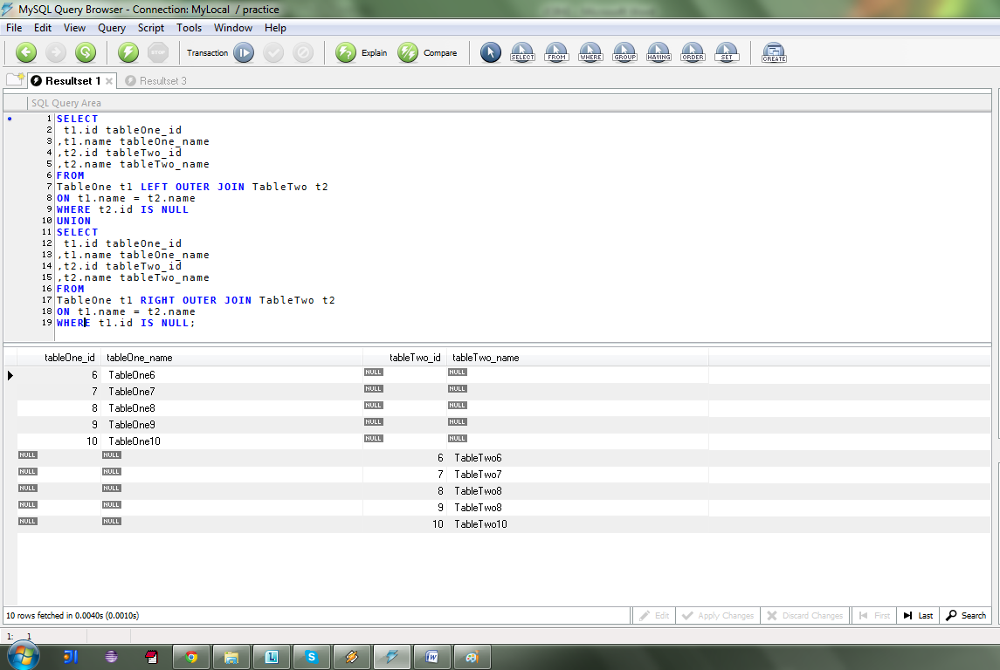 MySQL Query Browser - Connection: MyLocal / practice
File Edit View Query Script Tools Window Help
STOP Transaction Explain Compare SELECT FROM WHERE GROUP HAVING ORDER SET CREATE
Resultset 1 Resultset 3
SQL Query Area
1 SELECT
2 t1.id tableOne_id
3 ,t1.name tableOne_name
4 ,t2.id tableTwo_id
5 ,t2.name tableTwo_name
6 FROM
7 TableOne t1 LEFT OUTER JOIN TableTwo t2
8 ON t1.name = t2.name
9 WHERE t2.id IS NULL
10 UNION
11 SELECT
12 t1.id tableOne_id
13 ,t1.name tableOne_name
14 ,t2.id tableTwo_id
15 ,t2.name tableTwo_name
16 FROM
17 TableOne t1 RIGHT OUTER JOIN TableTwo t2
18 ON t1.name = t2.name
19 WHERE t1.id IS NULL;
tableOne_id tableOne_name tableTwo_id tableTwo_name
6 TableOne6 NULL NULL
7 TableOne7 NULL NULL
8 TableOne8 NULL NULL
9 TableOne9 NULL NULL
10 TableOne10 NULL NULL
NULL NULL 6 TableTwo6
NULL NULL 7 TableTwo7
NULL NULL 8 TableTwo8
NULL NULL 9 TableTwo8
NULL NULL 10 TableTwo10
10 rows fetched in 0.0040s (0.0010s) Edit Apply Changes Discard Changes First Last Search
1: 1